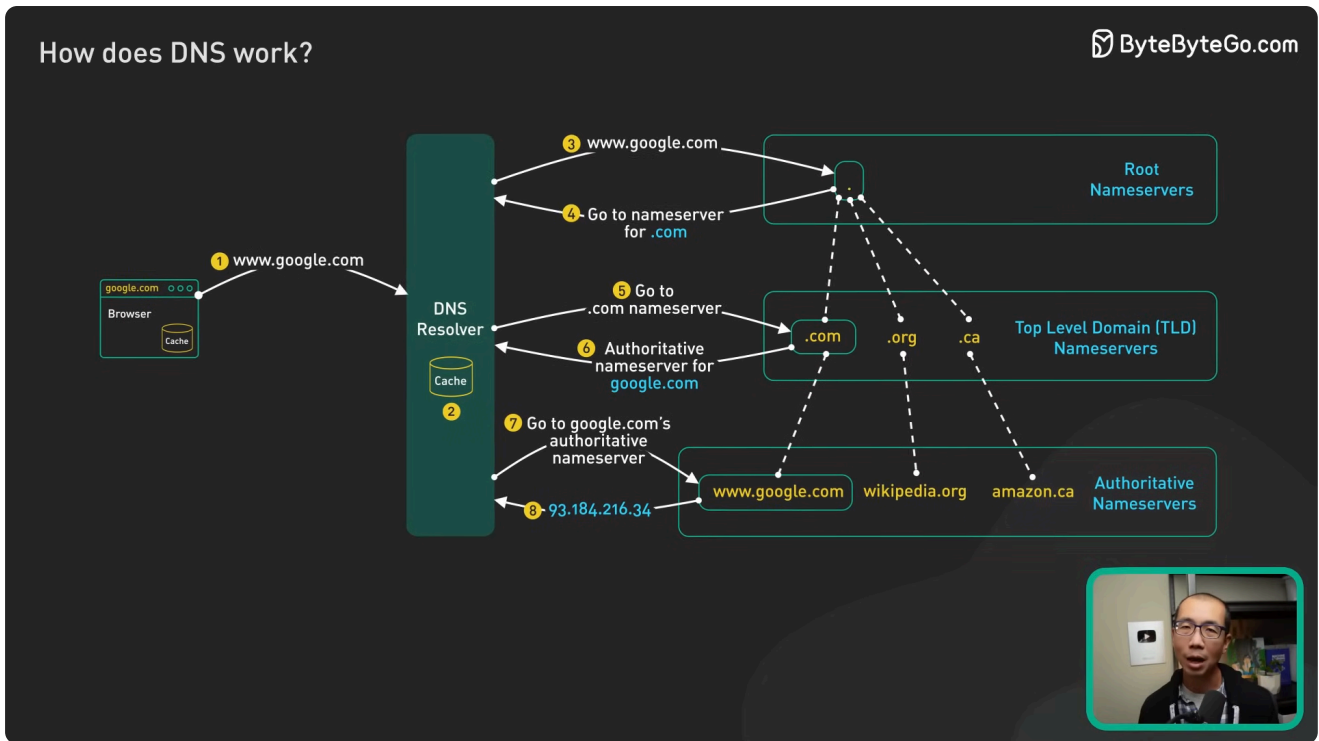 How does DNS work?
ByteByteGo.com
3 www.google.com
.
Root
Nameservers
4 Go to nameserver
for .com
1 www.google.com
google.com
Browser
Cache
DNS
Resolver
Cache
2
5 Go to
.com nameserver
6 Authoritative
nameserver for
google.com
.com
.org
.ca
Top Level Domain (TLD)
Nameservers
7 Go to google.com's
authoritative
nameserver
8 93.184.216.34
www.google.com
wikipedia.org
amazon.ca
Authoritative
Nameservers